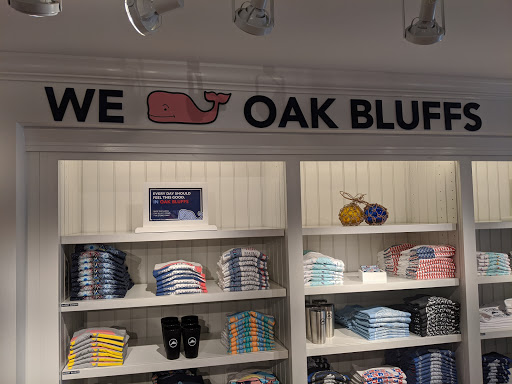 WE OAK BLUFFS
EVERY DAY SHOULD
FEEL THIS GOOD.
IN OAK BLUFFS